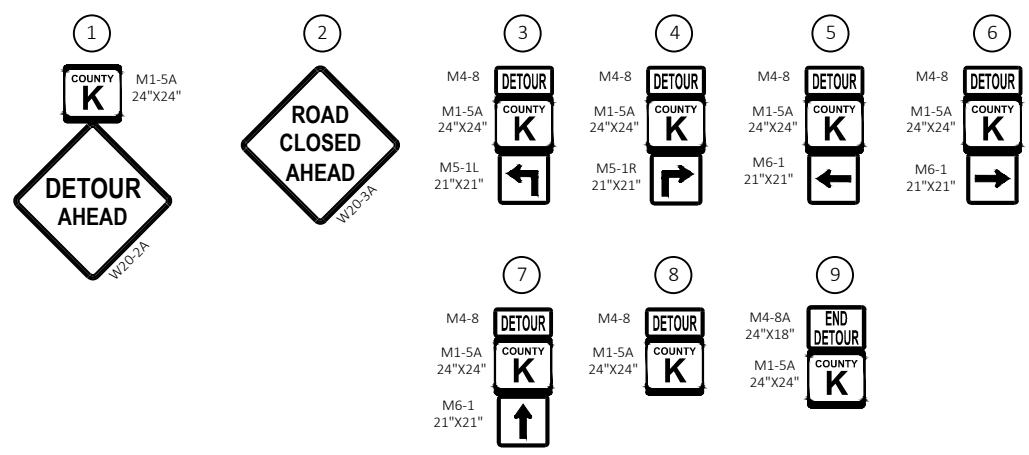 1
COUNTY
K
M1-5A
24"X24"
DETOUR
AHEAD
W20-2A
2
ROAD
CLOSED
AHEAD
W20-3A
3
M4-8
DETOUR
M1-5A
24"X24"
COUNTY
K
M5-1L
21"X21"
4
M4-8
DETOUR
M1-5A
24"X24"
COUNTY
K
M5-1R
21"X21"
5
M4-8
DETOUR
M1-5A
24"X24"
COUNTY
K
M6-1
21"X21"
6
M4-8
DETOUR
M1-5A
24"X24"
COUNTY
K
M6-1
21"X21"
7
M4-8
DETOUR
M1-5A
24"X24"
COUNTY
K
M6-1
21"X21"
8
M4-8
DETOUR
M1-5A
24"X24"
COUNTY
K
9
M4-8A
24"X18"
END
DETOUR
M1-5A
24"X24"
COUNTY
K